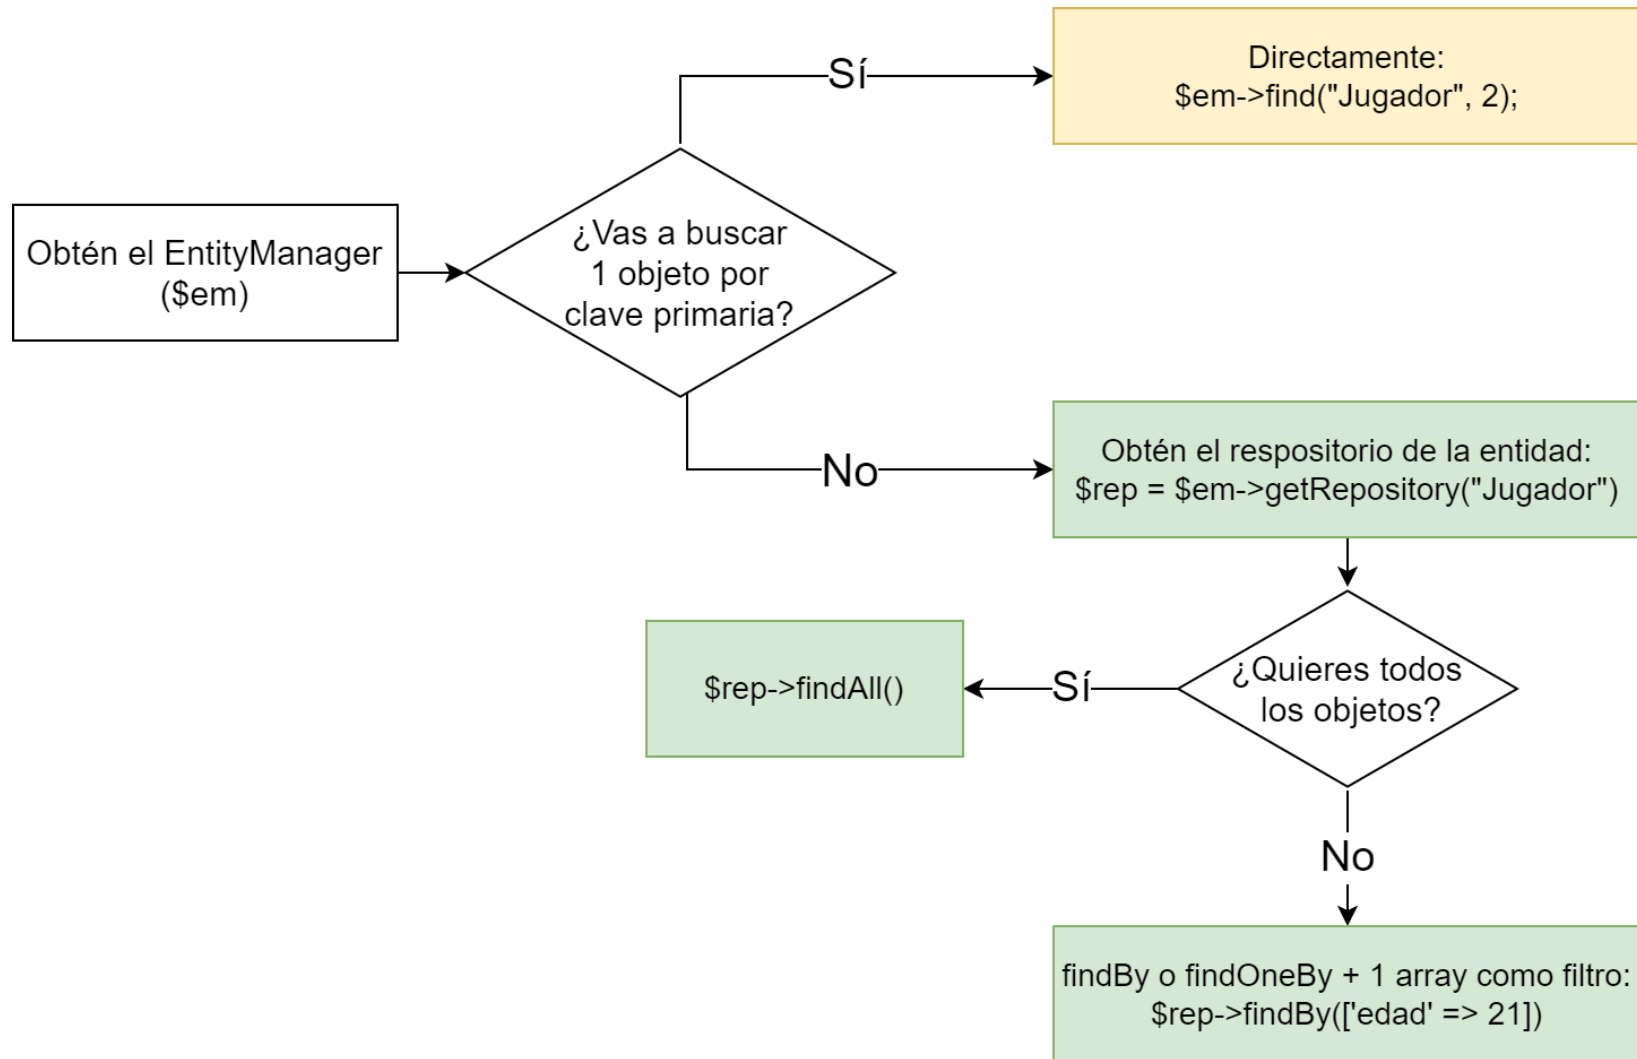 Obtén el EntityManager
($em)
¿Vas a buscar
1 objeto por
clave primaria?
Sí
Directamente:
$em->find("Jugador", 2);
No
Obtén el respositorio de la entidad:
$rep = $em->getRepository("Jugador")
¿Quieres todos
los objetos?
Sí
$rep->findAll()
No
findBy o findOneBy + 1 array como filtro:
$rep->findBy(['edad' => 21])